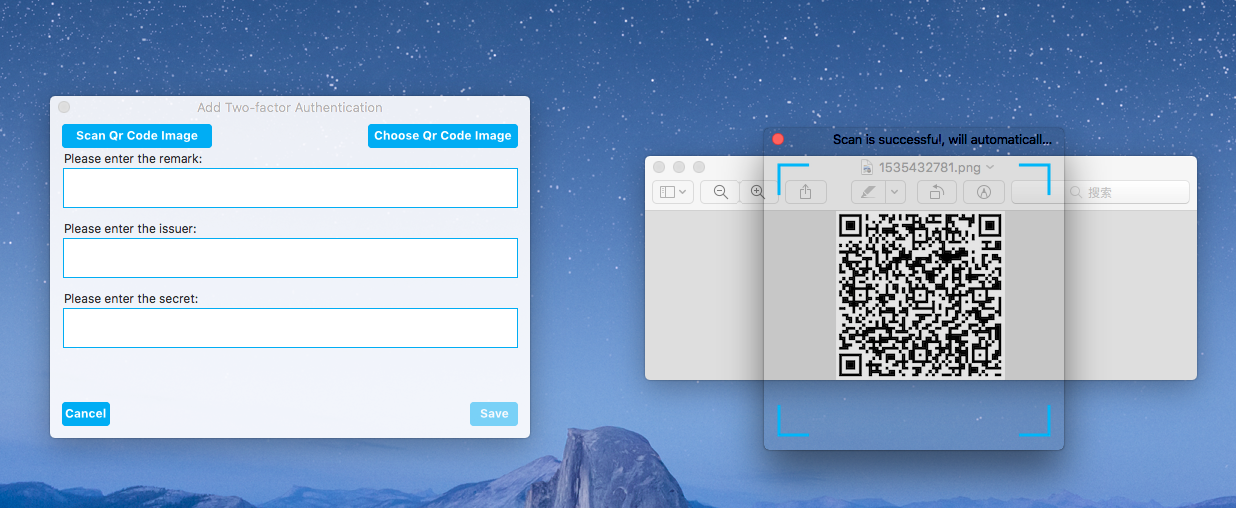 Add Two-factor Authentication
Scan Qr Code Image
Choose Qr Code Image
Please enter the remark:
Please enter the issuer:
Please enter the secret:
Cancel
Save
Scan is successful, will automaticall...
1535432781.png
搜索